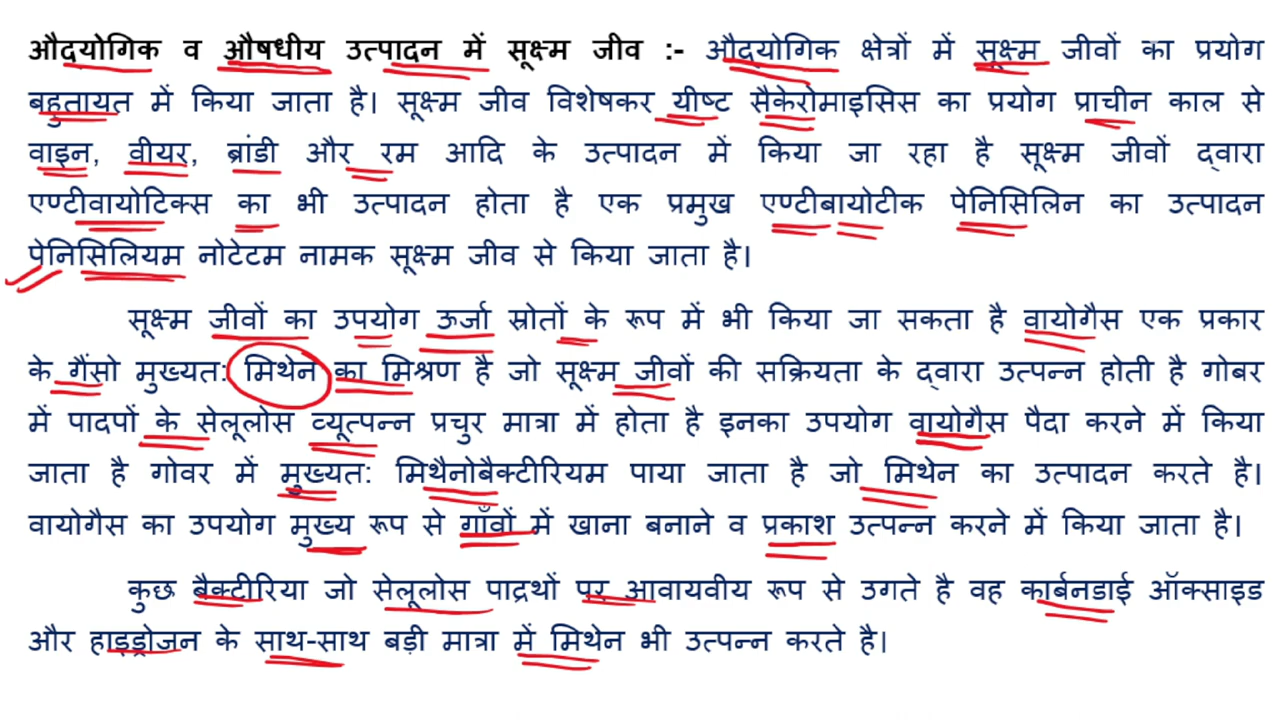 औद्योगिक व औषधीय उत्पादन में सूक्ष्म जीव :- औद्योगिक क्षेत्रों में सूक्ष्म जीवों का प्रयोग
बहुतायत में किया जाता है। सूक्ष्म जीव विशेषकर यीष्ट सैकेरोमाइसिस का प्रयोग प्राचीन काल से
वाइन, वीयर, ब्रांडी और रम आदि के उत्पादन में किया जा रहा है सूक्ष्म जीवों द्वारा
एण्टीवायोटिक्स का भी उत्पादन होता है एक प्रमुख एण्टीबायोटीक पेनिसिलिन का उत्पादन
पेनिसिलियम नोटेटम नामक सूक्ष्म जीव से किया जाता है।
सूक्ष्म जीवों का उपयोग ऊर्जा स्रोतों के रूप में भी किया जा सकता है वायोगैस एक प्रकार
के गैंसो मुख्यत: मिथेन का मिश्रण है जो सूक्ष्म जीवों की सक्रियता के द्वारा उत्पन्न होती है गोबर
में पादपों के सेलूलोस व्यूत्पन्न प्रचुर मात्रा में होता है इनका उपयोग वायोगैस पैदा करने में किया
जाता है गोवर में मुख्यत: मिथैनोबैक्टीरियम पाया जाता है जो मिथेन का उत्पादन करते है।
वायोगैस का उपयोग मुख्य रूप से गाँवों में खाना बनाने व प्रकाश उत्पन्न करने में किया जाता है।
कुछ बैक्टीरिया जो सेलूलोस पाद्रथों पर आवायवीय रूप से उगते है वह कार्बनडाई ऑक्साइड
और हाइड्रोजन के साथ-साथ बड़ी मात्रा में मिथेन भी उत्पन्न करते है।